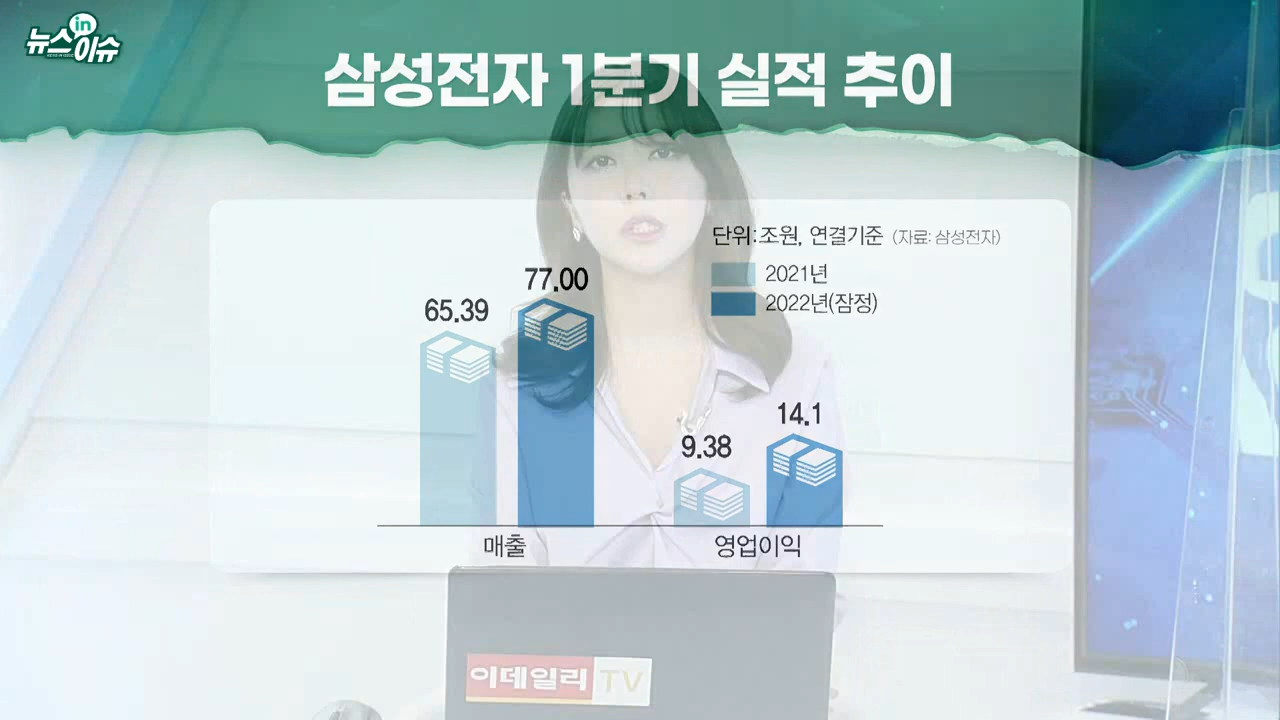 뉴스in이슈
삼성전자 1분기 실적 추이
단위:조원, 연결기준 (자료: 삼성전자)
2021년
2022년(잠정)
65.39
77.00
9.38
14.1
매출
영업이익
이데일리TV